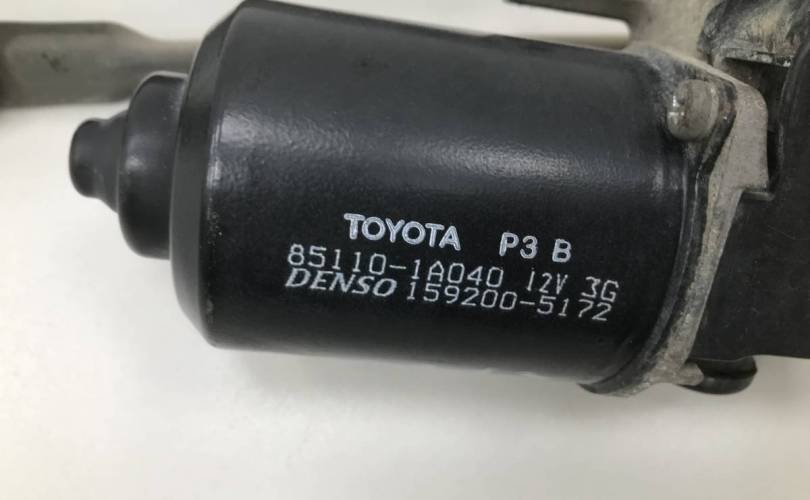 TOYOTA P3 B
85110-1A040 12V 3G
DENSO 159200-5172